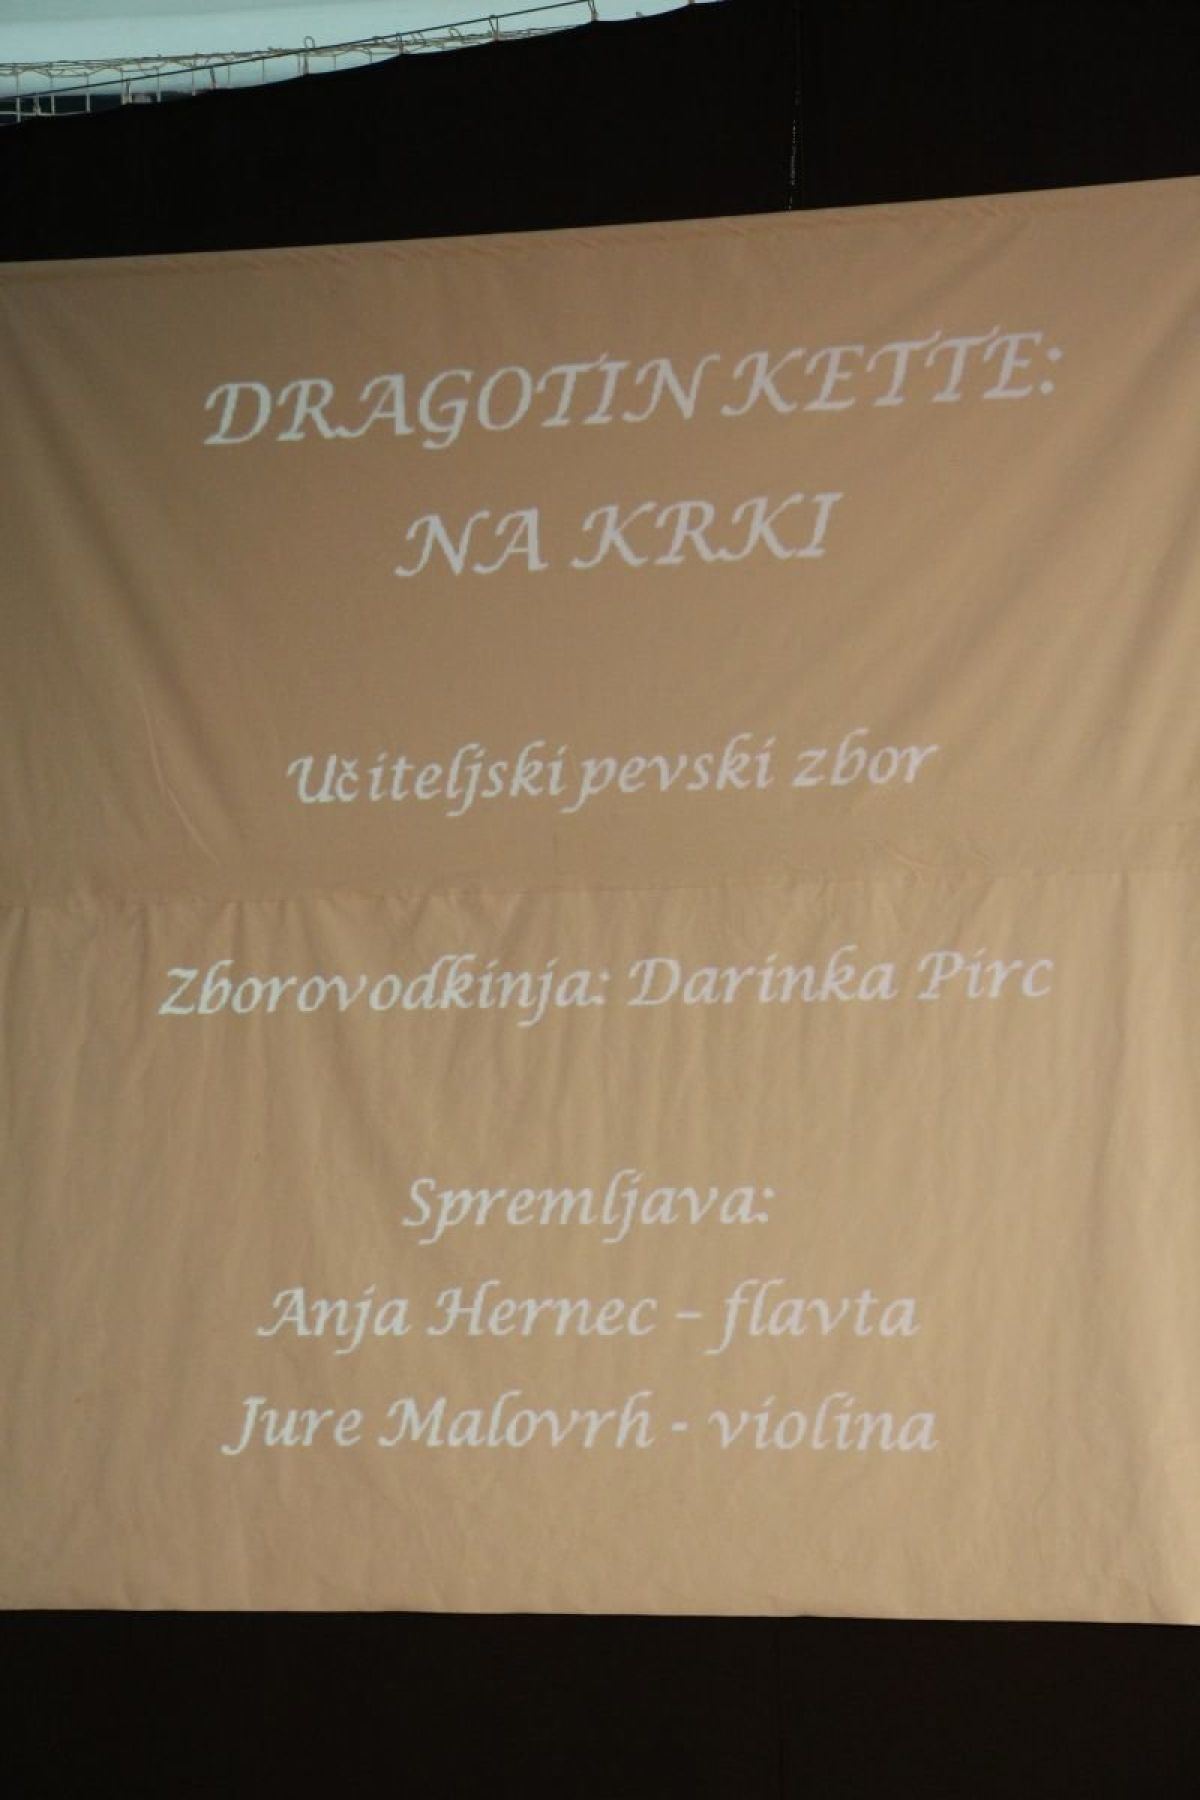 DRAGOTIN KETTE:
NA KRKI
Učiteljski pevski zbor
Zborovodkinja: Darinka Pirc
Spremljava:
Anja Hernec – flavta
Jure Malovrh - violina